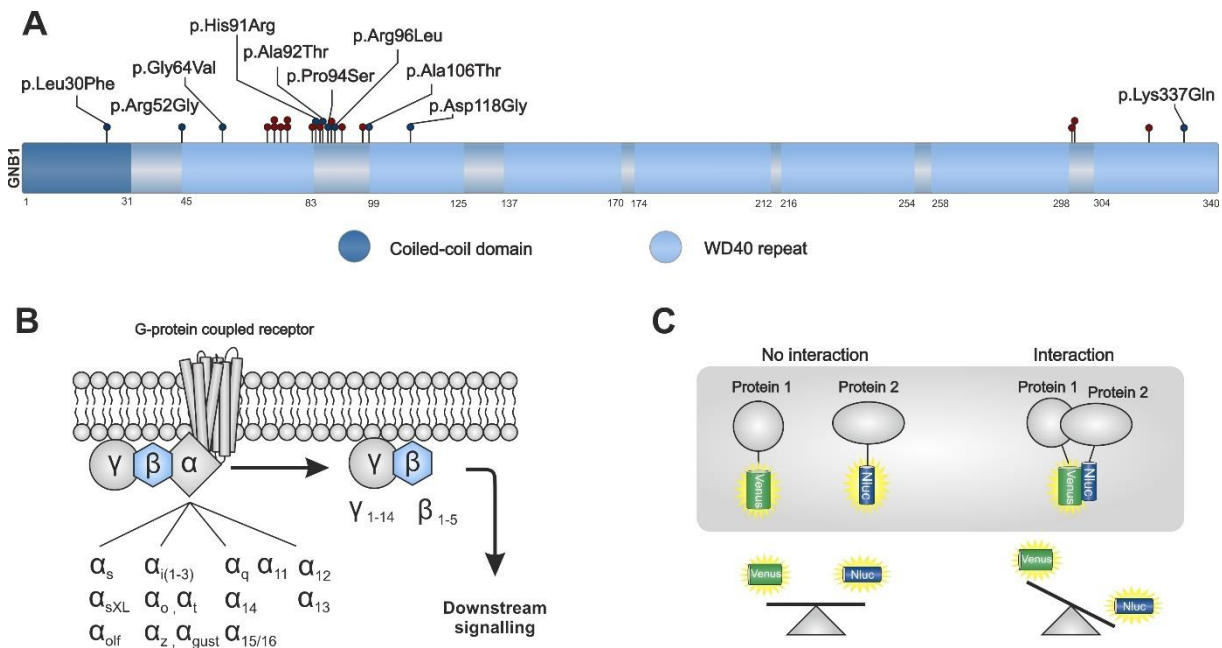 A
p.His91Arg
p.Ala92Thr
p.Arg96Leu
p.Gly64Val
p.Pro94Ser
p.Leu30Phe
p.Ala106Thr
p.Arg52Gly
p.Asp118Gly
p.Lys337Gln
GNB1
1 31 45 83 99 125 137 170 174 212 216 254 258 298 304 340
Coiled-coil domain WD40 repeat
B
G-protein coupled receptor
γ β α γ β
γ1-14 β1-5
αs αi(1-3) αq α11 α12
αsXL αo , αt α14 α13
αolf αz , αgust α15/16
Downstream
signalling
C
No interaction Interaction
Protein 1 Protein 2 Protein 1 Protein 2
Venus Nluc Venus Nluc
Venus Nluc Venus Nluc